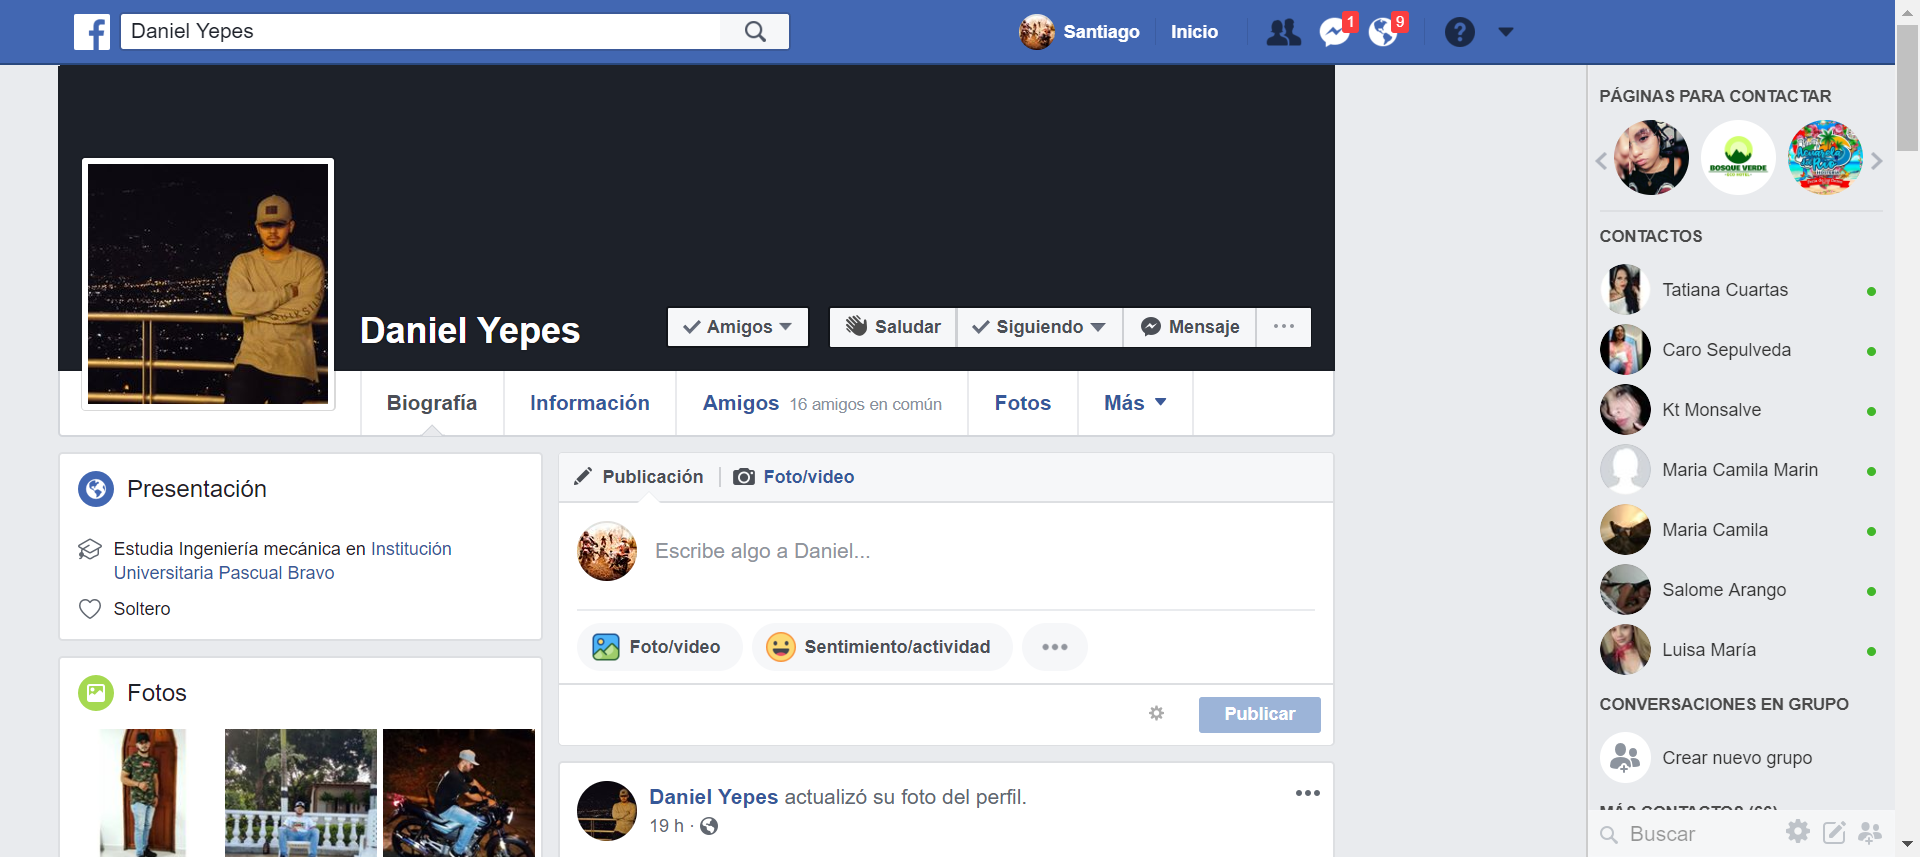 Daniel Yepes
Santiago
Inicio
1
9
Daniel Yepes
Amigos
Saludar
Siguiendo
Mensaje
Biografía
Información
Amigos 16 amigos en común
Fotos
Más
Presentación
Estudia Ingeniería mecánica en Institución
Universitaria Pascual Bravo
Soltero
Fotos
Publicación
Foto/video
Escribe algo a Daniel...
Foto/video
Sentimiento/actividad
Publicar
Daniel Yepes actualizó su foto del perfil.
19 h ·
PÁGINAS PARA CONTACTAR
BOSQUE VERDE
CONTACTOS
Tatiana Cuartas
Caro Sepulveda
Kt Monsalve
Maria Camila Marin
Maria Camila
Salome Arango
Luisa María
CONVERSACIONES EN GRUPO
Crear nuevo grupo
MÁS CONTACTOS (66)
Buscar